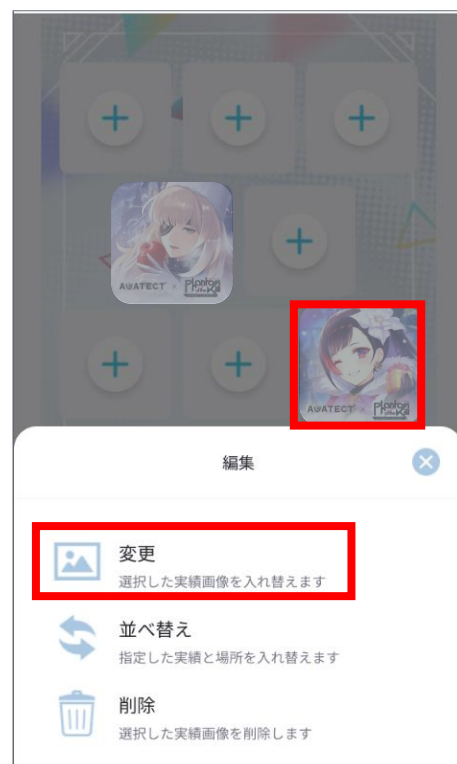 AWATECT × Planton
AWATECT × Planton
編集
変更
選択した実績画像を入れ替えます
並べ替え
指定した実績と場所を入れ替えます
削除
選択した実績画像を削除します